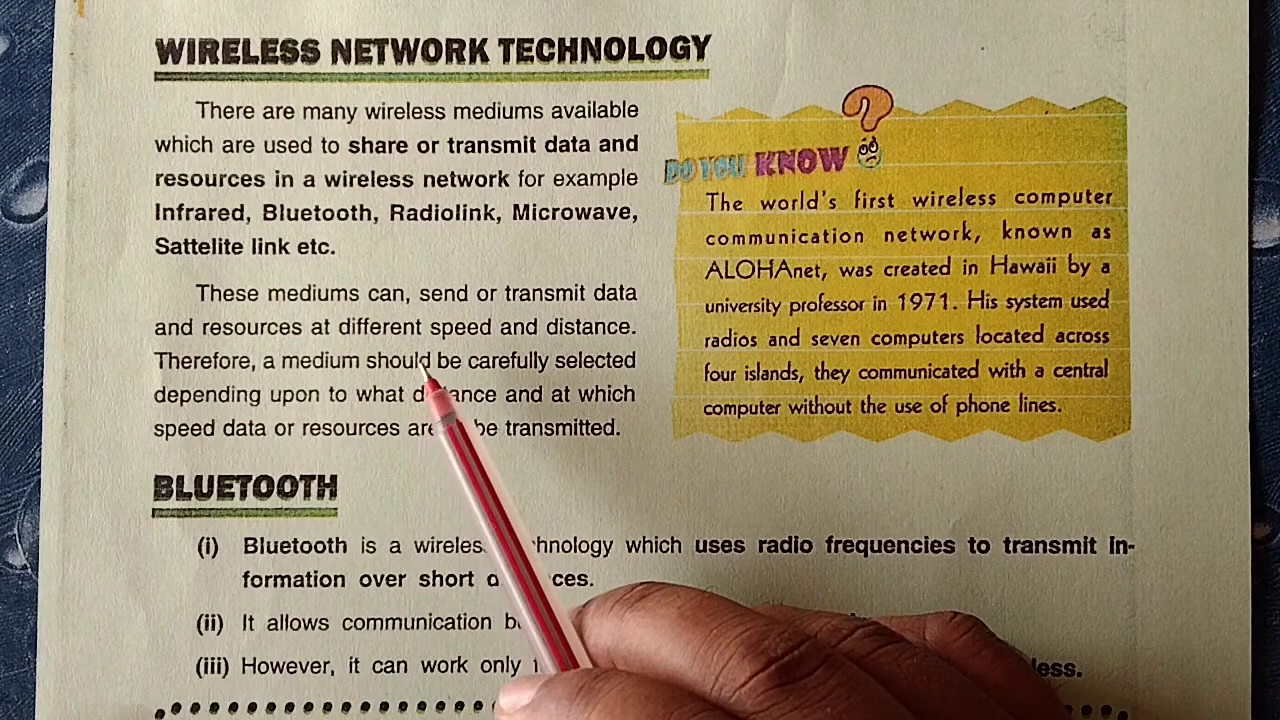 WIRELESS NETWORK TECHNOLOGY
There are many wireless mediums available
which are used to share or transmit data and
resources in a wireless network for example
Infrared, Bluetooth, Radiolink, Microwave,
Sattelite link etc.
These mediums can, send or transmit data
and resources at different speed and distance.
Therefore, a medium should be carefully selected
depending upon to what distance and at which
speed data or resources are be transmitted.
DO YOU KNOW ?
The world's first wireless computer
communication network, known as
ALOHAnet, was created in Hawaii by a
university professor in 1971. His system used
radios and seven computers located across
four islands, they communicated with a central
computer without the use of phone lines.
BLUETOOTH
(i) Bluetooth is a wireless technology which uses radio frequencies to transmit in-
formation over short distances.
(ii) It allows communication
(iii) However, it can work only